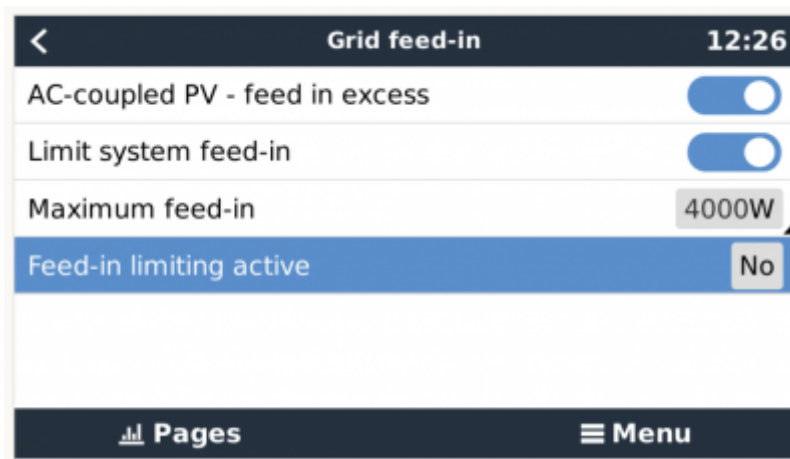 Grid feed-in 12:26
AC-coupled PV - feed in excess
Limit system feed-in
Maximum feed-in 4000W
Feed-in limiting active No
Pages Menu